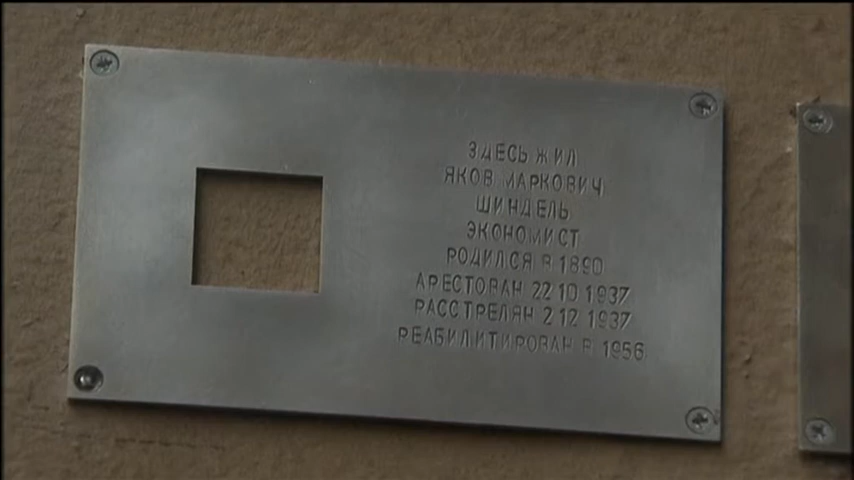 ЗДЕСЬ ЖИЛ
ЯКОВ МАРКОВИЧ
ШИНДЕЛЬ
ЭКОНОМИСТ
РОДИЛСЯ В 1890
АРЕСТОВАН 22 10 1937
РАССТРЕЛЯН 2 12 1937
РЕАБИЛИТИРОВАН В 1956